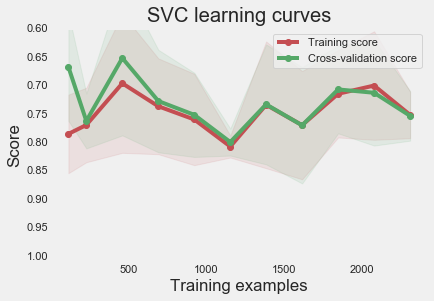 SVC learning curves
0.60
0.65
0.70
0.75
0.80
0.85
0.90
0.95
1.00
Score
Training score
Cross-validation score
500 1000 1500 2000
Training examples